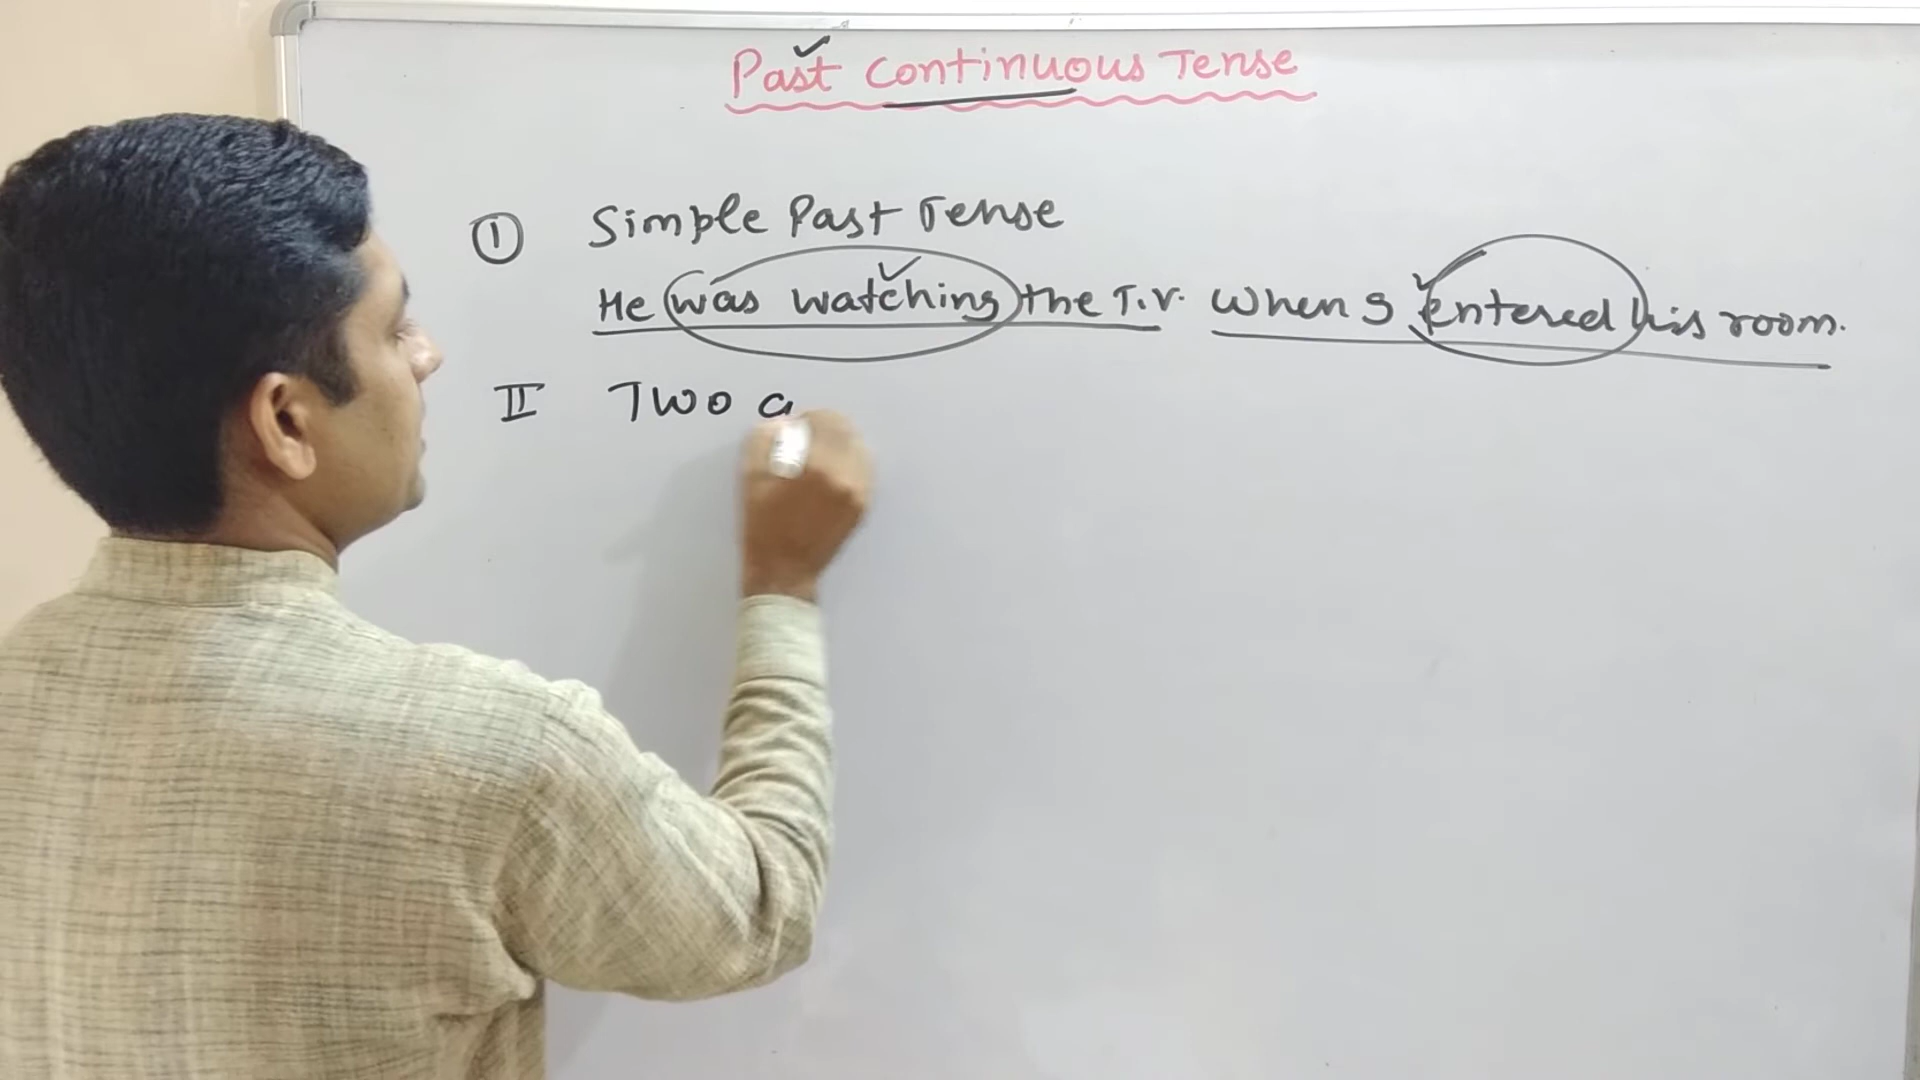 Past Continuous Tense
① Simple Past Tense
He was watching the T.V. when I entered his room.
II Two a